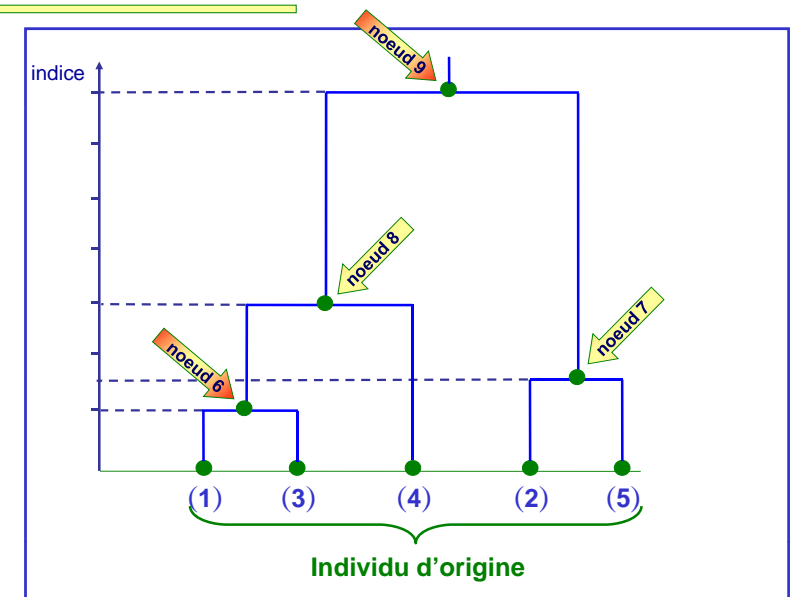 noeud 9
indice
noeud 8
noeud 7
noeud 6
(1) (3) (4) (2) (5)
Individu d'origine